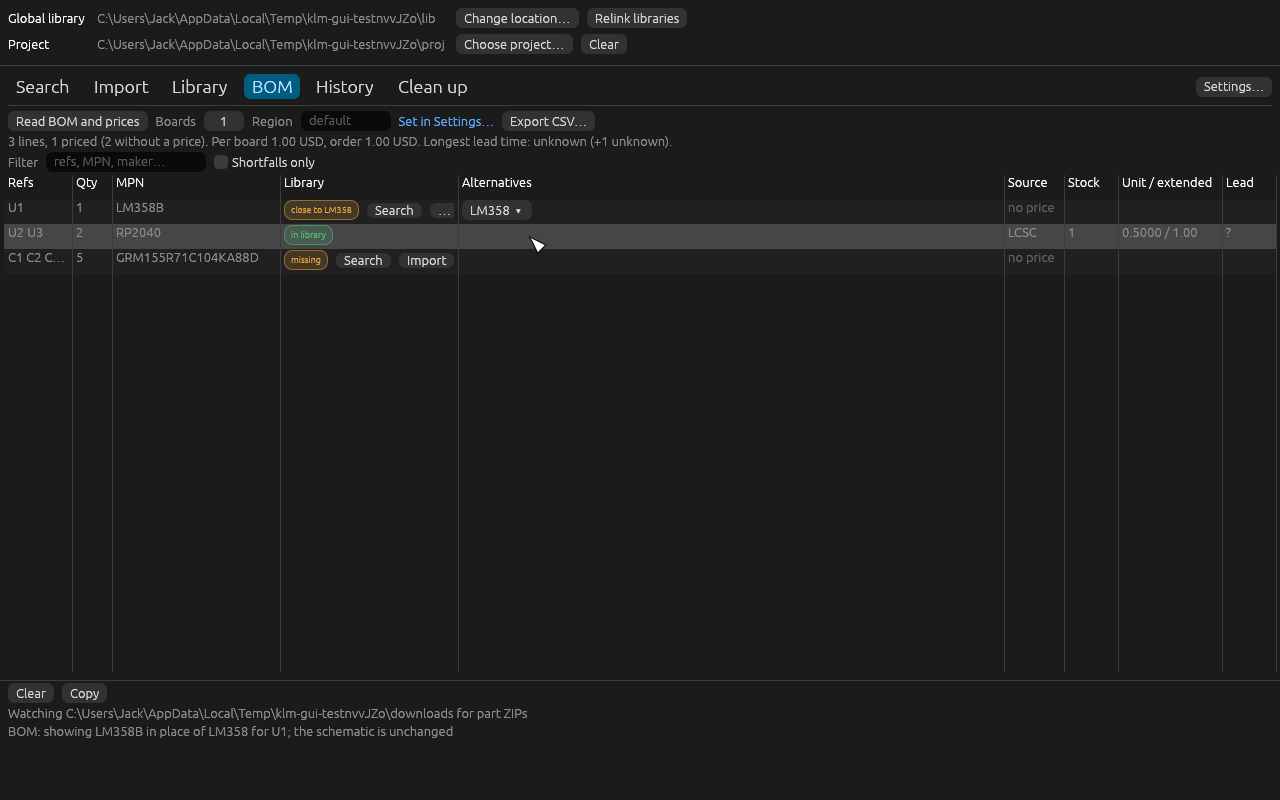 Global library C:\Users\Jack\AppData\Local\Temp\klm-gui-testnvvJZo\lib Change location... Relink libraries
Project C:\Users\Jack\AppData\Local\Temp\klm-gui-testnvvJZo\proj Choose project... Clear
Search Import Library BOM History Clean up Settings...
Read BOM and prices Boards 1 Region default Set in Settings... Export CSV...
3 lines, 1 priced (2 without a price). Per board 1.00 USD, order 1.00 USD. Longest lead time: unknown (+1 unknown).
Filter refs, MPN, maker... Shortfalls only
Refs Qty MPN Library Alternatives Source Stock Unit / extended Lead
U1 1 LM358B close to LM358 Search ... LM358 ▾ no price
U2 U3 2 RP2040 in library LCSC 1 0.5000 / 1.00 ?
C1 C2 C... 5 GRM155R71C104KA88D missing Search Import no price
Clear Copy
Watching C:\Users\Jack\AppData\Local\Temp\klm-gui-testnvvJZo\downloads for part ZIPs
BOM: showing LM358B in place of LM358 for U1; the schematic is unchanged